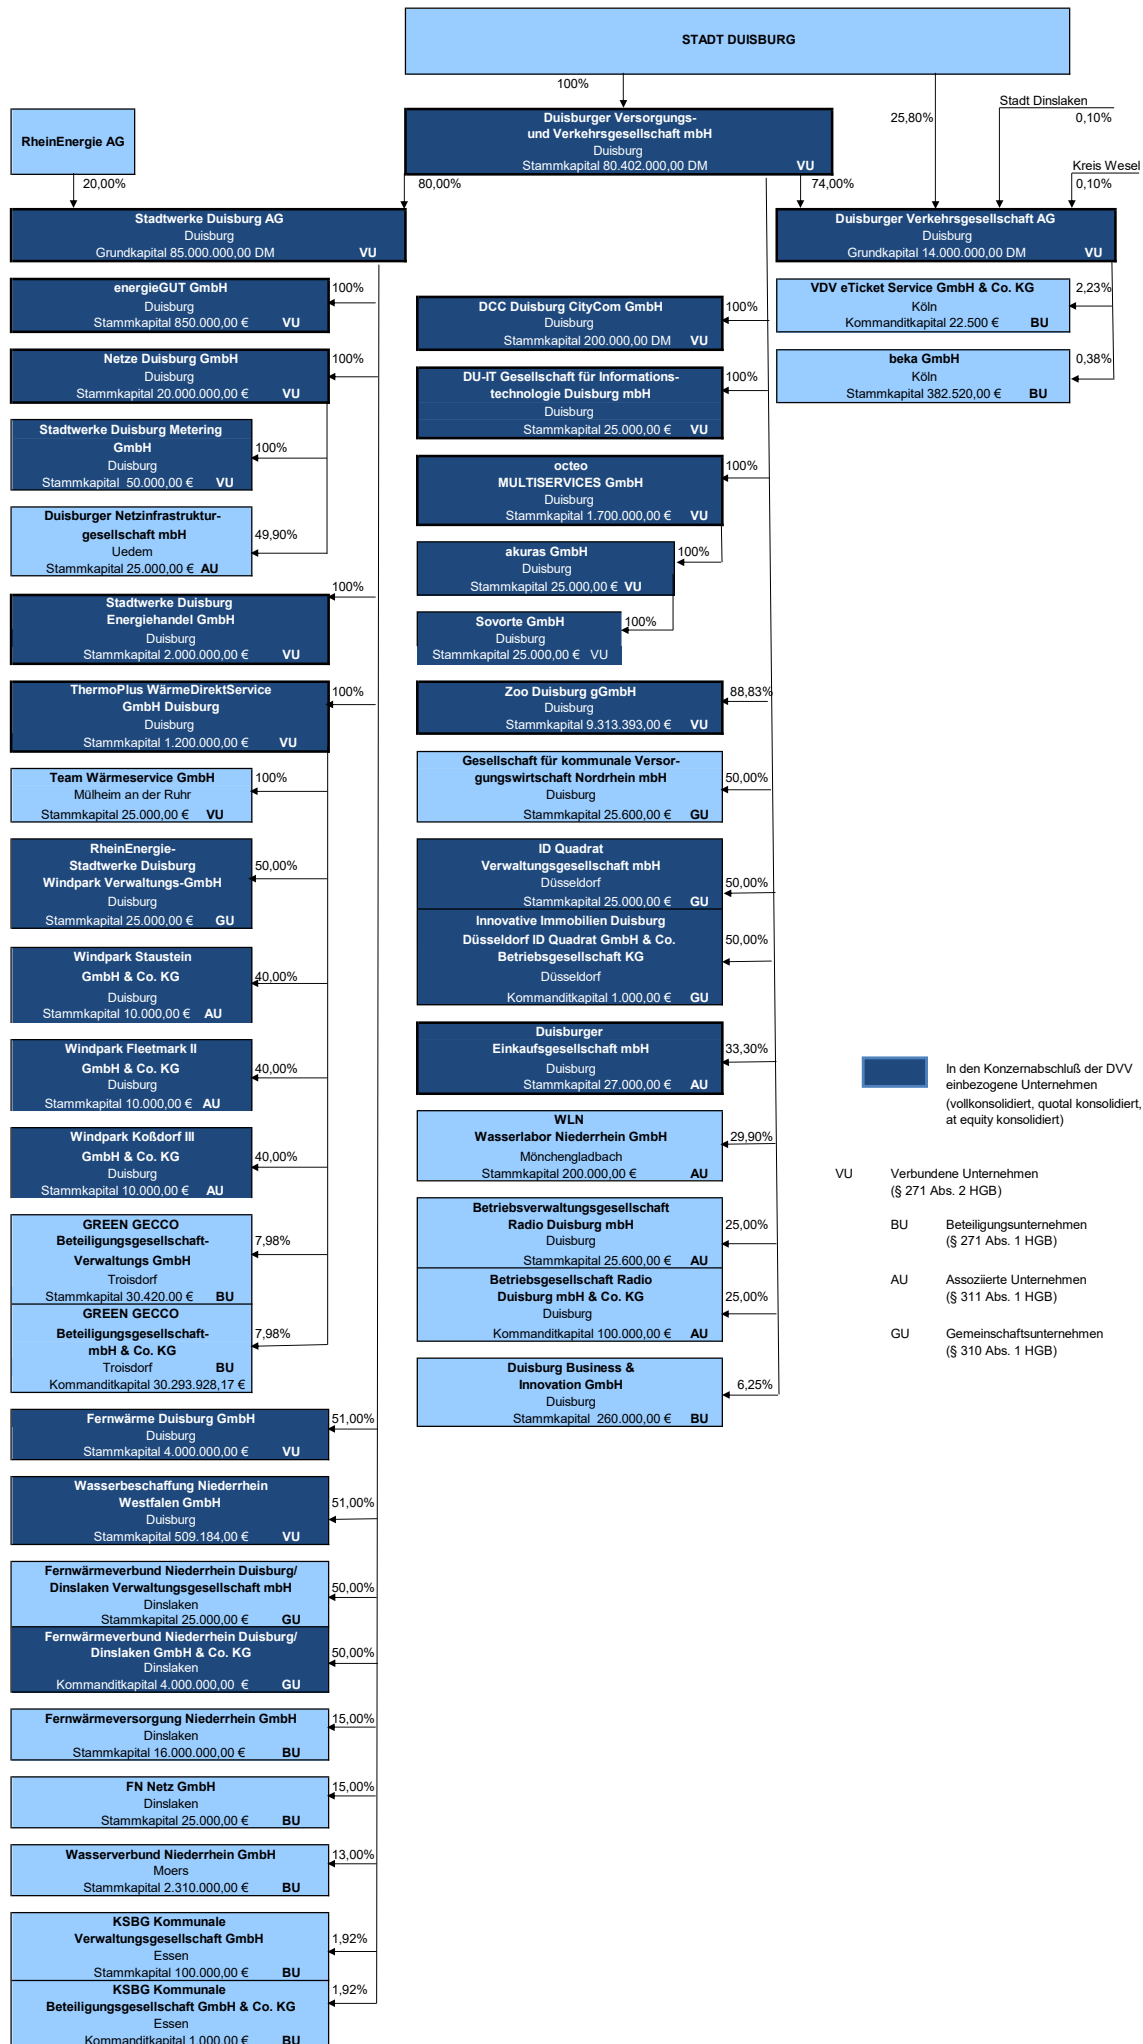 STADT DUISBURG
100%
25,80%
Stadt Dinslaken
0,10%
Kreis Wesel
0,10%
RheinEnergie AG
20,00%
Duisburger Versorgungs-
und Verkehrsgesellschaft mbH
Duisburg
Stammkapital 80.402.000,00 DM VU
80,00%
74,00%
Stadtwerke Duisburg AG
Duisburg
Grundkapital 85.000.000,00 DM VU
Duisburger Verkehrsgesellschaft AG
Duisburg
Grundkapital 14.000.000,00 DM VU
energieGUT GmbH
Duisburg
Stammkapital 850.000,00 € VU
100%
Netze Duisburg GmbH
Duisburg
Stammkapital 20.000.000,00 € VU
100%
Stadtwerke Duisburg Metering
GmbH
Duisburg
Stammkapital 50.000,00 € VU
100%
Duisburger Netzinfrastruktur-
gesellschaft mbH
Uedem
Stammkapital 25.000,00 € AU
49,90%
Stadtwerke Duisburg
Energiehandel GmbH
Duisburg
Stammkapital 2.000.000,00 € VU
100%
ThermoPlus WärmeDirektService
GmbH Duisburg
Duisburg
Stammkapital 1.200.000,00 € VU
100%
Team Wärmeservice GmbH
Mülheim an der Ruhr
Stammkapital 25.000,00 € VU
100%
RheinEnergie-
Stadtwerke Duisburg
Windpark Verwaltungs-GmbH
Duisburg
Stammkapital 25.000,00 € GU
50,00%
Windpark Staustein
GmbH & Co. KG
Duisburg
Stammkapital 10.000,00 € AU
40,00%
Windpark Fleetmark II
GmbH & Co. KG
Duisburg
Stammkapital 10.000,00 € AU
40,00%
Windpark Koßdorf III
GmbH & Co. KG
Duisburg
Stammkapital 10.000,00 € AU
40,00%
GREEN GECCO
Beteiligungsgesellschaft-
Verwaltungs GmbH
Troisdorf
Stammkapital 30.420.00 € BU
7,98%
GREEN GECCO
Beteiligungsgesellschaft-
mbH & Co. KG
Troisdorf BU
Kommanditkapital 30.293.928,17 €
7,98%
Fernwärme Duisburg GmbH
Duisburg
Stammkapital 4.000.000,00 € VU
51,00%
Wasserbeschaffung Niederrhein
Westfalen GmbH
Duisburg
Stammkapital 509.184,00 € VU
51,00%
Fernwärmeverbund Niederrhein Duisburg/
Dinslaken Verwaltungsgesellschaft mbH
Dinslaken
Stammkapital 25.000,00 € GU
50,00%
Fernwärmeverbund Niederrhein Duisburg/
Dinslaken GmbH & Co. KG
Dinslaken
Kommanditkapital 4.000.000,00 € GU
50,00%
Fernwärmeversorgung Niederrhein GmbH
Dinslaken
Stammkapital 16.000.000,00 € BU
15,00%
FN Netz GmbH
Dinslaken
Stammkapital 25.000,00 € BU
15,00%
Wasserverbund Niederrhein GmbH
Moers
Stammkapital 2.310.000,00 € BU
13,00%
KSBG Kommunale
Verwaltungsgesellschaft GmbH
Essen
Stammkapital 100.000,00 € BU
1,92%
KSBG Kommunale
Beteiligungsgesellschaft GmbH & Co. KG
Essen
Kommanditkapital 1.000,00 € BU
1,92%
DCC Duisburg CityCom GmbH
Duisburg
Stammkapital 200.000,00 DM VU
100%
DU-IT Gesellschaft für Informations-
technologie Duisburg mbH
Duisburg
Stammkapital 25.000,00 € VU
100%
octeo
MULTISERVICES GmbH
Duisburg
Stammkapital 1.700.000,00 € VU
100%
akuras GmbH
Duisburg
Stammkapital 25.000,00 € VU
100%
Sovorte GmbH
Duisburg
Stammkapital 25.000,00 € VU
100%
Zoo Duisburg gGmbH
Duisburg
Stammkapital 9.313.393,00 € VU
88,83%
Gesellschaft für kommunale Versor-
gungswirtschaft Nordrhein mbH
Duisburg
Stammkapital 25.600,00 € GU
50,00%
ID Quadrat
Verwaltungsgesellschaft mbH
Düsseldorf
Stammkapital 25.000,00 € GU
50,00%
Innovative Immobilien Duisburg
Düsseldorf ID Quadrat GmbH & Co.
Betriebsgesellschaft KG
Düsseldorf
Kommanditkapital 1.000,00 € GU
50,00%
Duisburger
Einkaufsgesellschaft mbH
Duisburg
Stammkapital 27.000,00 € AU
33,30%
WLN
Wasserlabor Niederrhein GmbH
Mönchengladbach
Stammkapital 200.000,00 € AU
29,90%
Betriebsverwaltungsgesellschaft
Radio Duisburg mbH
Duisburg
Stammkapital 25.600,00 € AU
25,00%
Betriebsgesellschaft Radio
Duisburg mbH & Co. KG
Duisburg
Kommanditkapital 100.000,00 € AU
25,00%
Duisburg Business &
Innovation GmbH
Duisburg
Stammkapital 260.000,00 € BU
6,25%
VDV eTicket Service GmbH & Co. KG
Köln
Kommanditkapital 22.500 € BU
2,23%
beka GmbH
Köln
Stammkapital 382.520,00 € BU
0,38%
In den Konzernabschluß der DVV
einbezogene Unternehmen
(vollkonsolidiert, quotal konsolidiert,
at equity konsolidiert)
VU Verbundene Unternehmen
(§ 271 Abs. 2 HGB)
BU Beteiligungsunternehmen
(§ 271 Abs. 1 HGB)
AU Assoziierte Unternehmen
(§ 311 Abs. 1 HGB)
GU Gemeinschaftsunternehmen
(§ 310 Abs. 1 HGB)